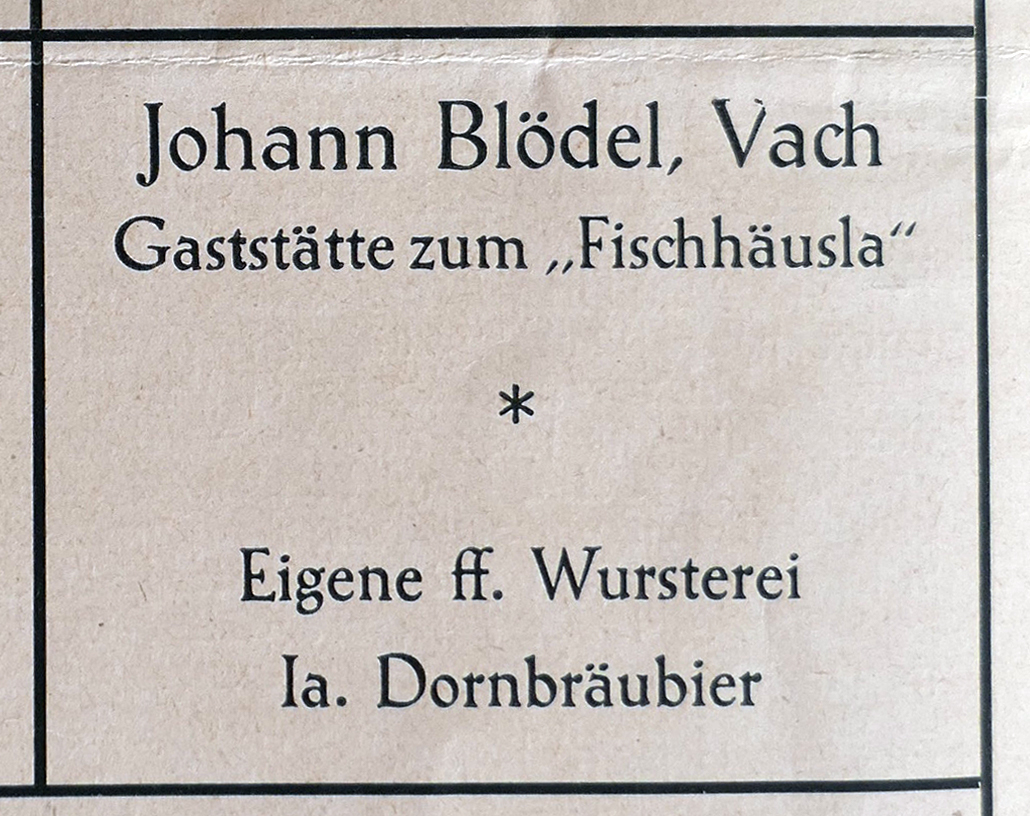 Johann Blödel, Vach
Gaststätte zum „Fischhäusla“
*
Eigene ff. Wursterei
Ia. Dornbräubier